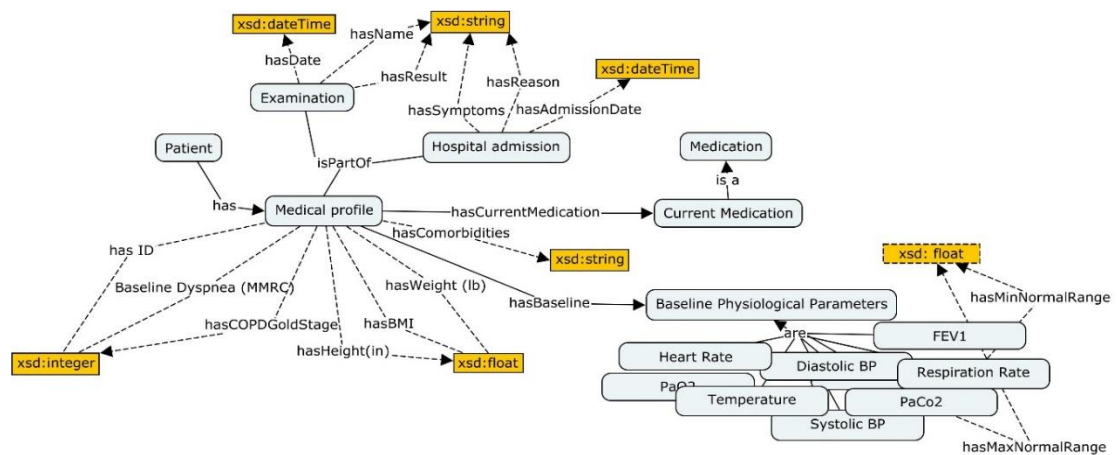 xsd:dateTime
xsd:string
hasName
hasDate
hasResult
hasReason
xsd:dateTime
Examination
hasSymptoms
hasAdmissionDate
Patient
Hospital admission
Medication
isPartOf
is a
has
Medical profile
hasCurrentMedication
Current Medication
hasComorbidities
has ID
xsd:string
xsd: float
Baseline Dyspnea (MMRC)
hasWeight (lb)
hasBaseline
Baseline Physiological Parameters
hasMinNormalRange
hasCOPDGoldStage
hasBMI
are
FEV1
hasHeight(in)
xsd:integer
xsd:float
Heart Rate
Diastolic BP
Respiration Rate
PaO2
Temperature
PaCo2
Systolic BP
hasMaxNormalRange